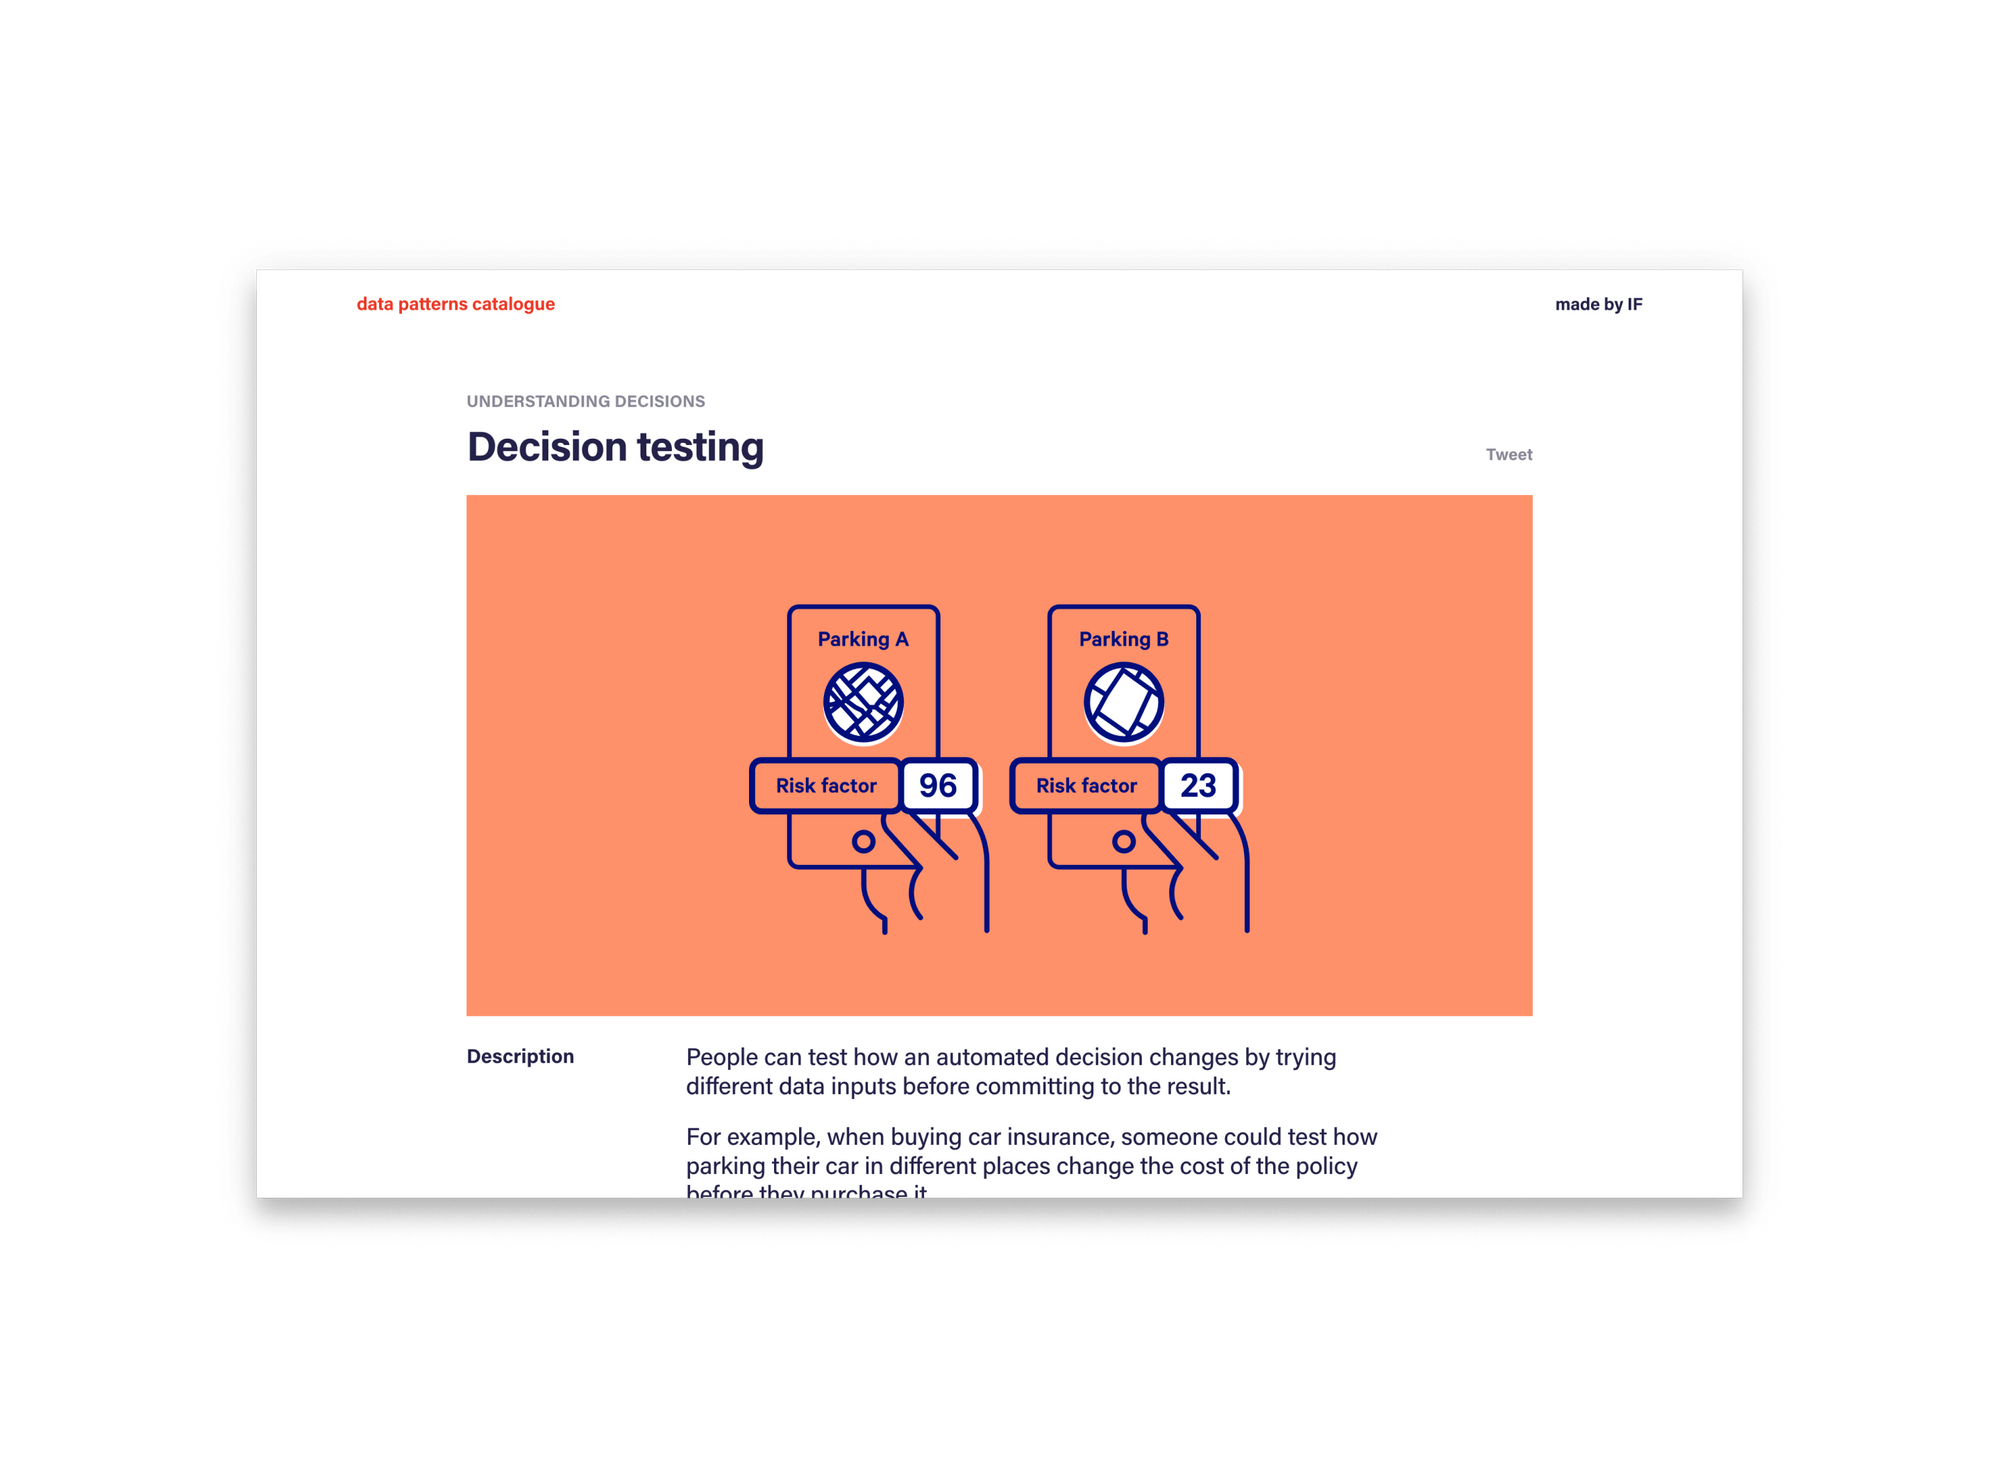 data patterns catalogue
made by IF
UNDERSTANDING DECISIONS
Decision testing
Tweet
Parking A
Parking B
Risk factor
96
Risk factor
23
Description
People can test how an automated decision changes by trying
different data inputs before committing to the result.
For example, when buying car insurance, someone could test how
parking their car in different places change the cost of the policy
before they purchase it